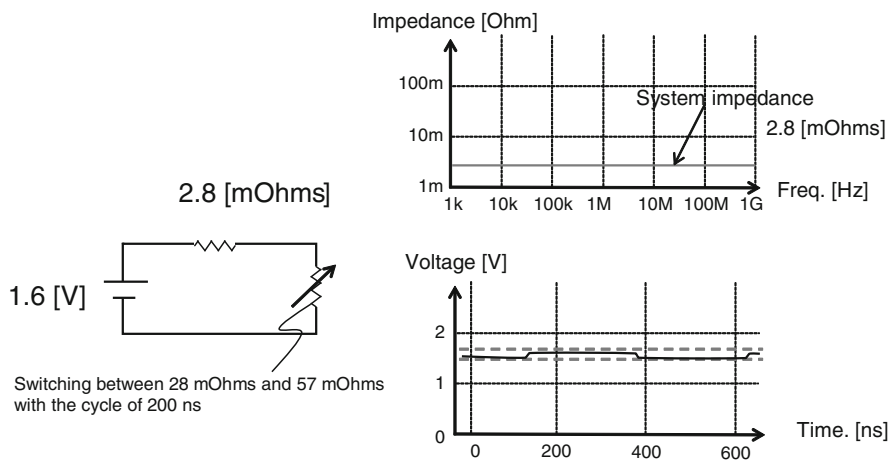 Impedance [Ohm]
100m
System impedance
10m
2.8 [mOhms]
1m
1k 10k 100k 1M 10M 100M 1G
Freq. [Hz]
2.8 [mOhms]
1.6 [V]
Switching between 28 mOhms and 57 mOhms
with the cycle of 200 ns
Voltage [V]
2
1
0
0 200 400 600
Time. [ns]